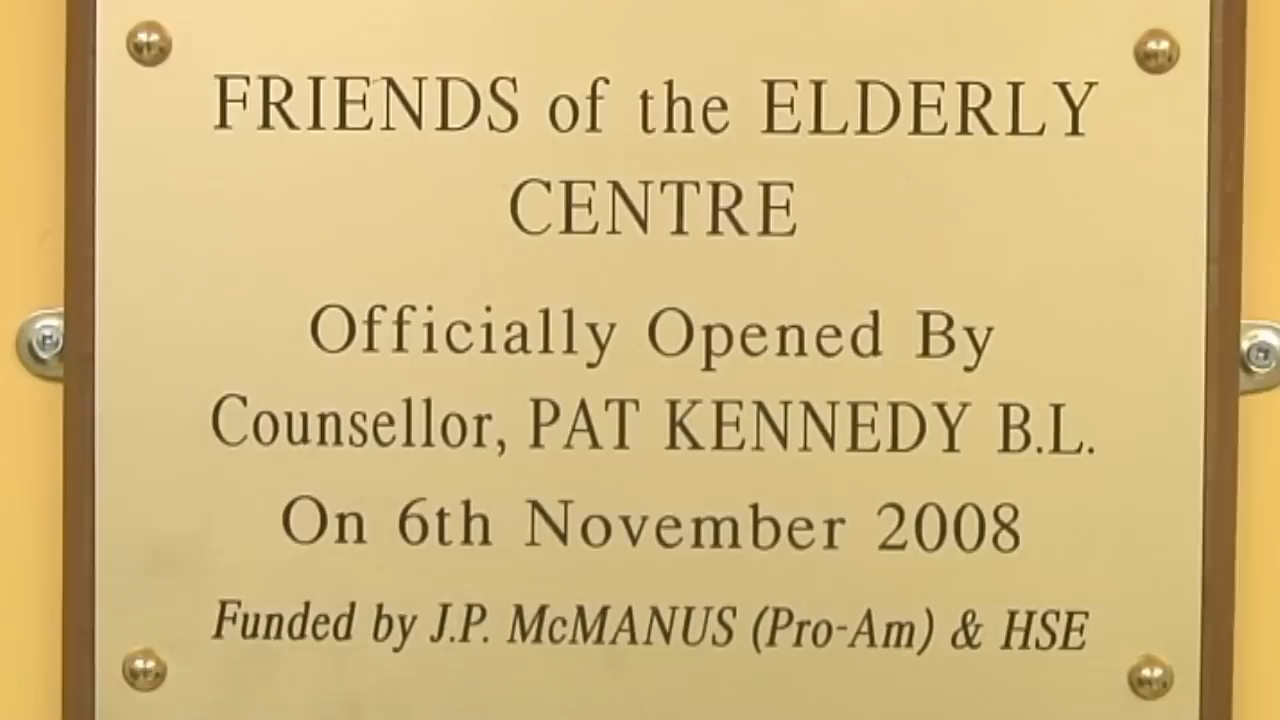 FRIENDS of the ELDERLY
CENTRE
Officially Opened By
Counsellor, PAT KENNEDY B.L.
On 6th November 2008
Funded by J.P. McMANUS (Pro-Am) & HSE